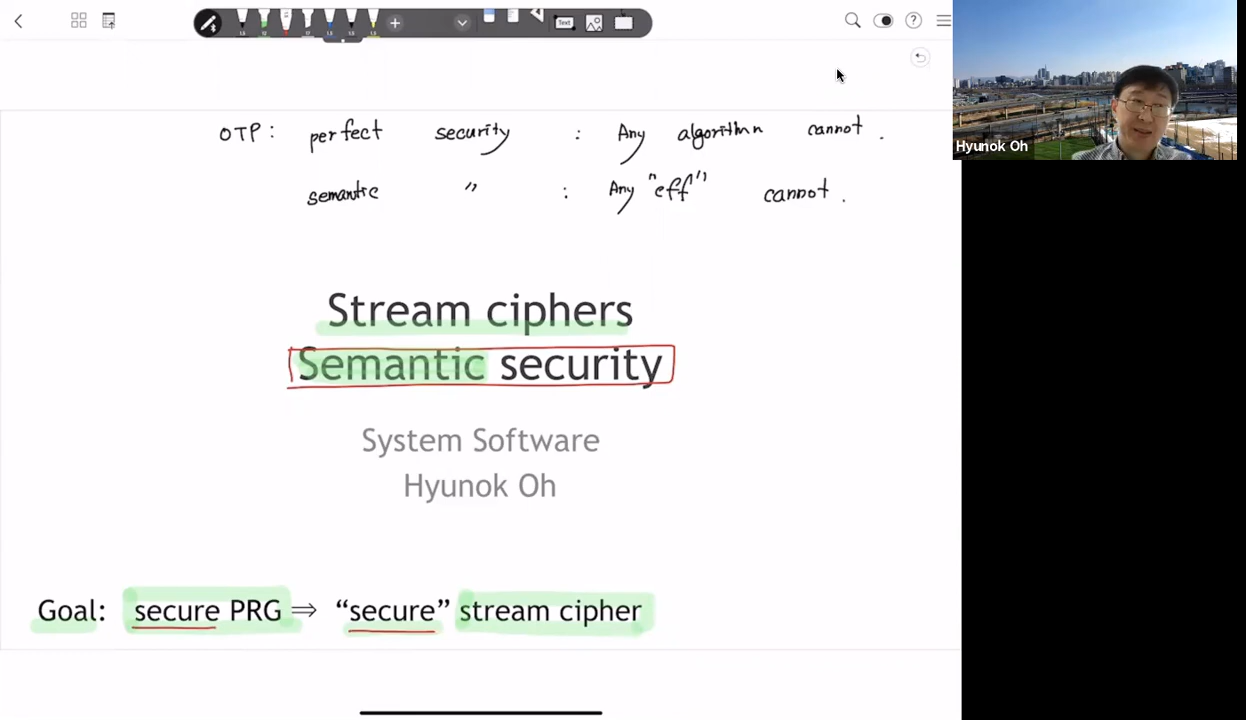 Text
OTP: perfect security : Any algorithm cannot.
semantic 〃 : Any "eff" cannot.
Hyunok Oh
Stream ciphers
Semantic security
System Software
Hyunok Oh
Goal: secure PRG ⇒ “secure” stream cipher